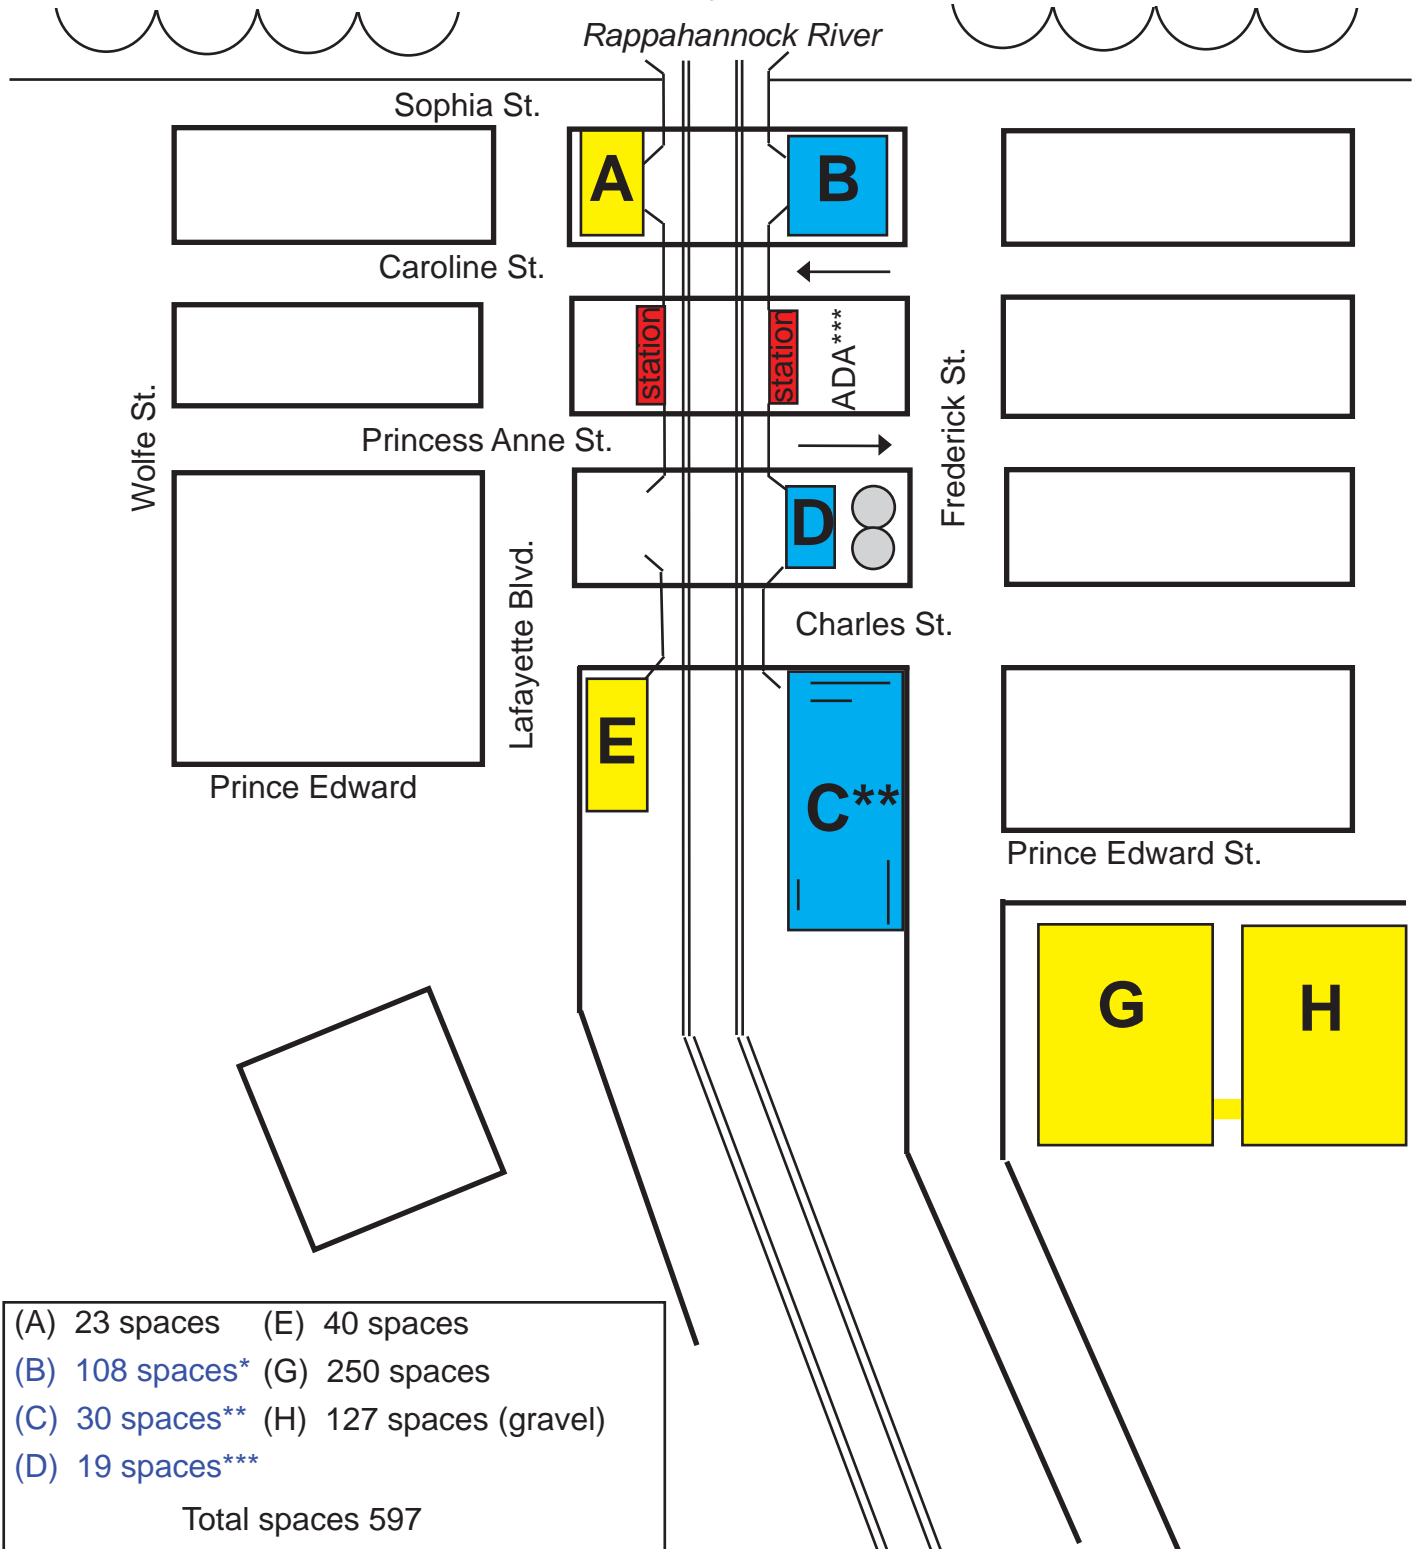 Rappahannock River
Sophia St.
A
B
Caroline St.
station
station
ADA***
Wolfe St.
Princess Anne St.
Frederick St.
D
Lafayette Blvd.
Charles St.
E
C**
Prince Edward
Prince Edward St.
G
H
(A) 23 spaces (E) 40 spaces
(B) 108 spaces* (G) 250 spaces
(C) 30 spaces** (H) 127 spaces (gravel)
(D) 19 spaces***
Total spaces 597